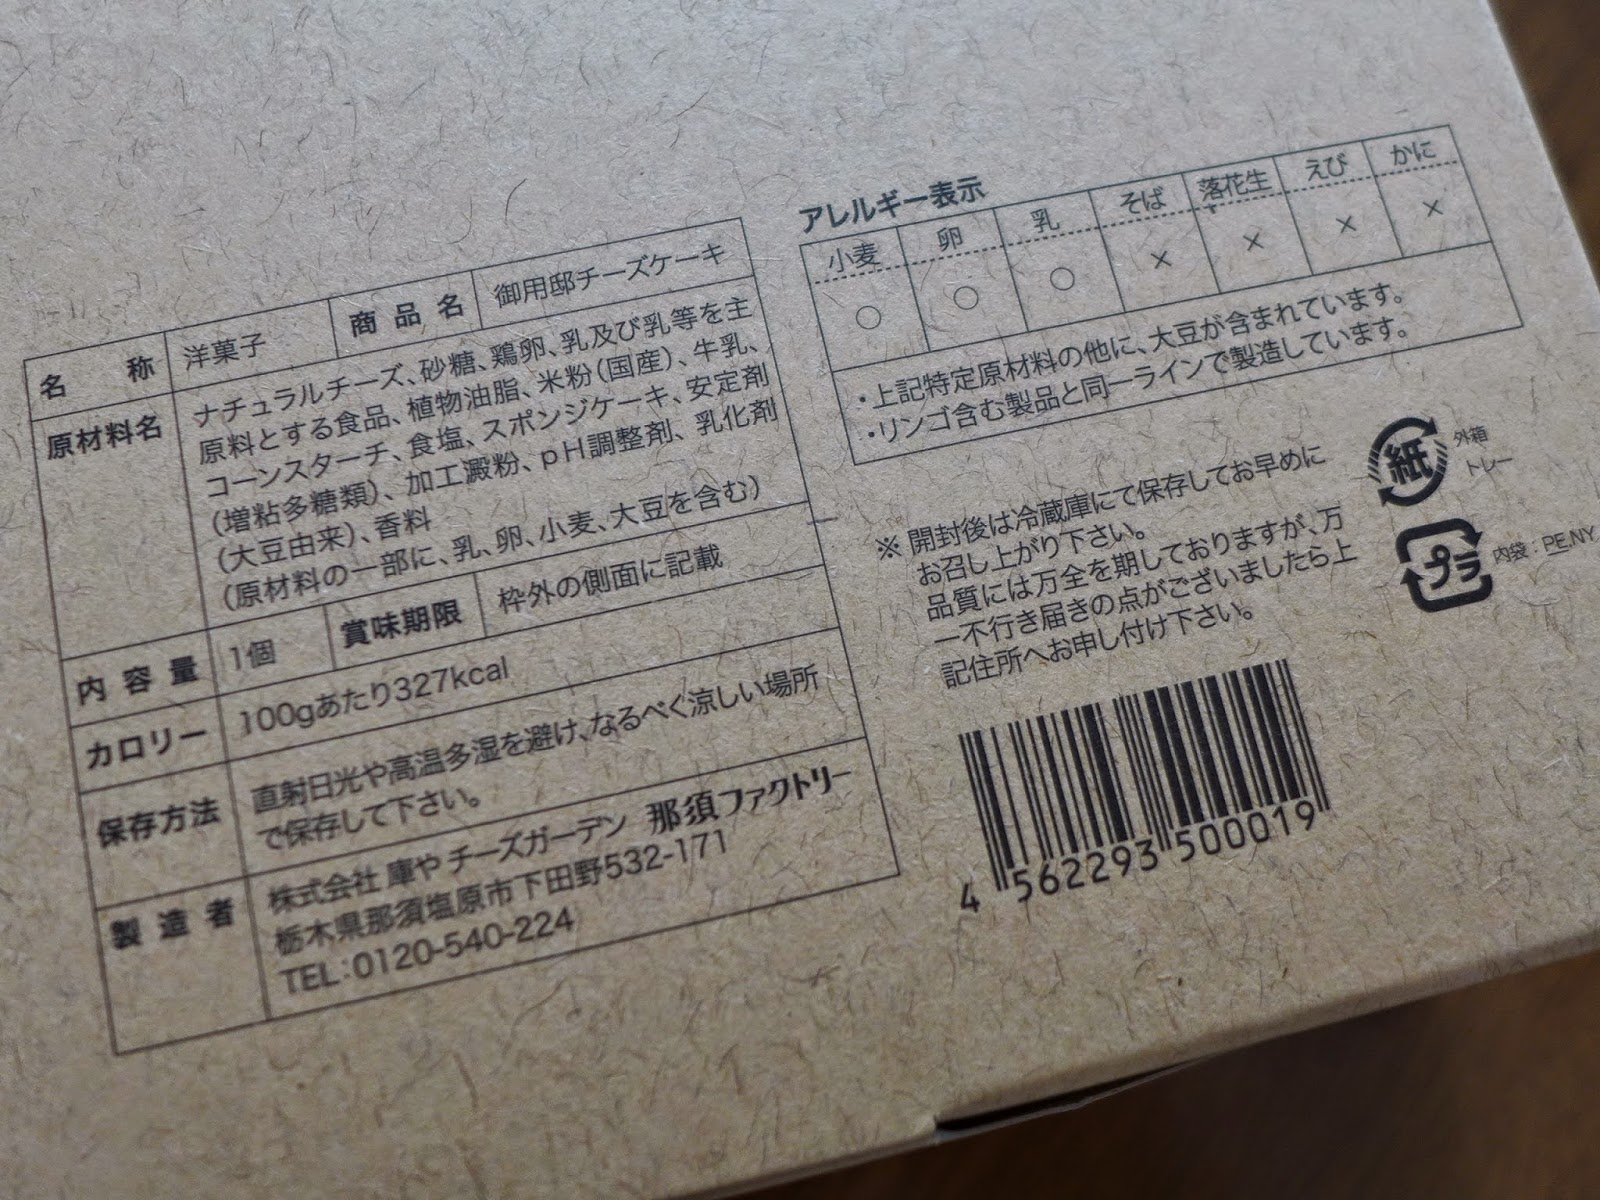 名称 洋菓子 商品名 御用邸チーズケーキ
原材料名 ナチュラルチーズ、砂糖、鶏卵、乳及び乳等を主
原料とする食品、植物油脂、米粉(国産)、牛乳、
コーンスターチ、食塩、スポンジケーキ、安定剤
(増粘多糖類)、加工澱粉、pH調整剤、乳化剤
(大豆由来)、香料
(原材料の一部に、乳、卵、小麦、大豆を含む)
内容量 1個 賞味期限 枠外の側面に記載
カロリー 100gあたり327kcal
保存方法 直射日光や高温多湿を避け、なるべく涼しい場所
で保存して下さい。
製造者 株式会社 庫や チーズガーデン 那須ファクトリー
栃木県那須塩原市下田野532-171
TEL:0120-540-224
アレルギー表示
小麦 卵 乳 そば 落花生 えび かに
○ ○ ○ × × × ×
・上記特定原材料の他に、大豆が含まれています。
・リンゴ含む製品と同一ラインで製造しています。
※ 開封後は冷蔵庫にて保存してお早めに
お召し上がり下さい。
品質には万全を期しておりますが、万
一不行き届きの点がございましたら上
記住所へお申し付け下さい。
紙 外箱
トレー
プラ 内袋:PE.NY
4 562293 500019